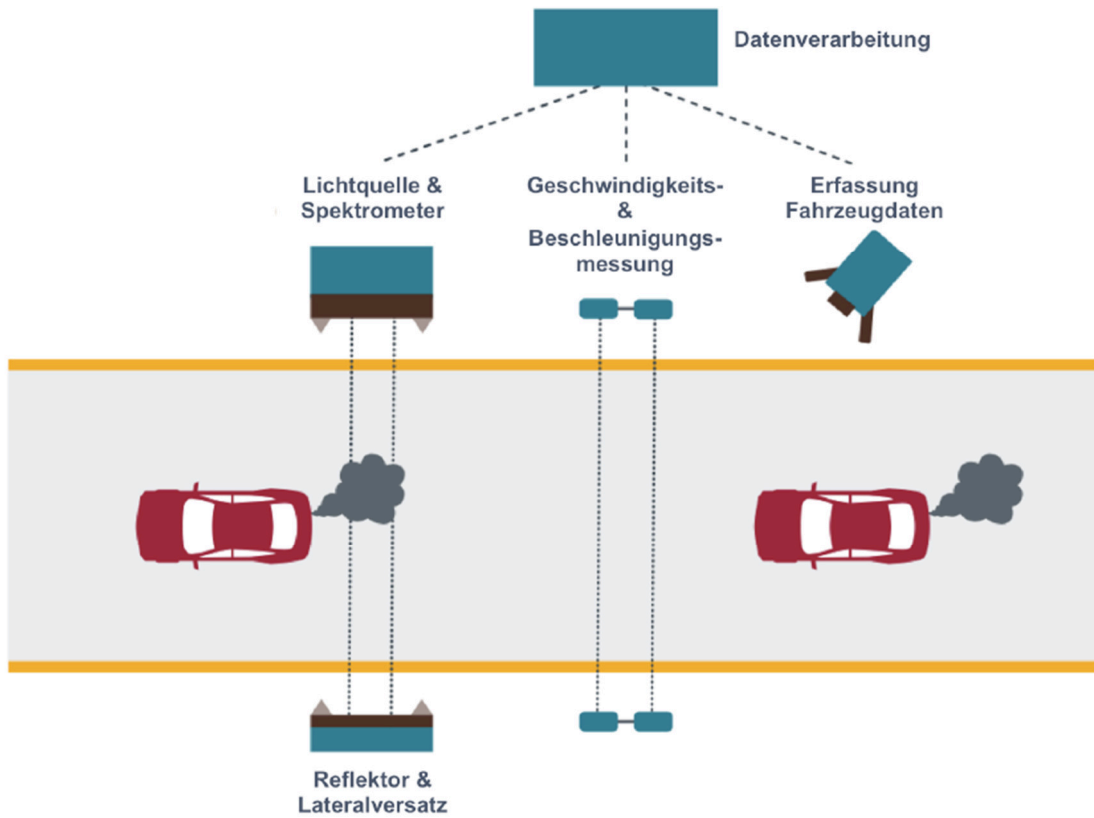 Datenverarbeitung
Lichtquelle &
Spektrometer
Geschwindigkeits-
&
Beschleunigungs-
messung
Erfassung
Fahrzeugdaten
Reflektor &
Lateralversatz